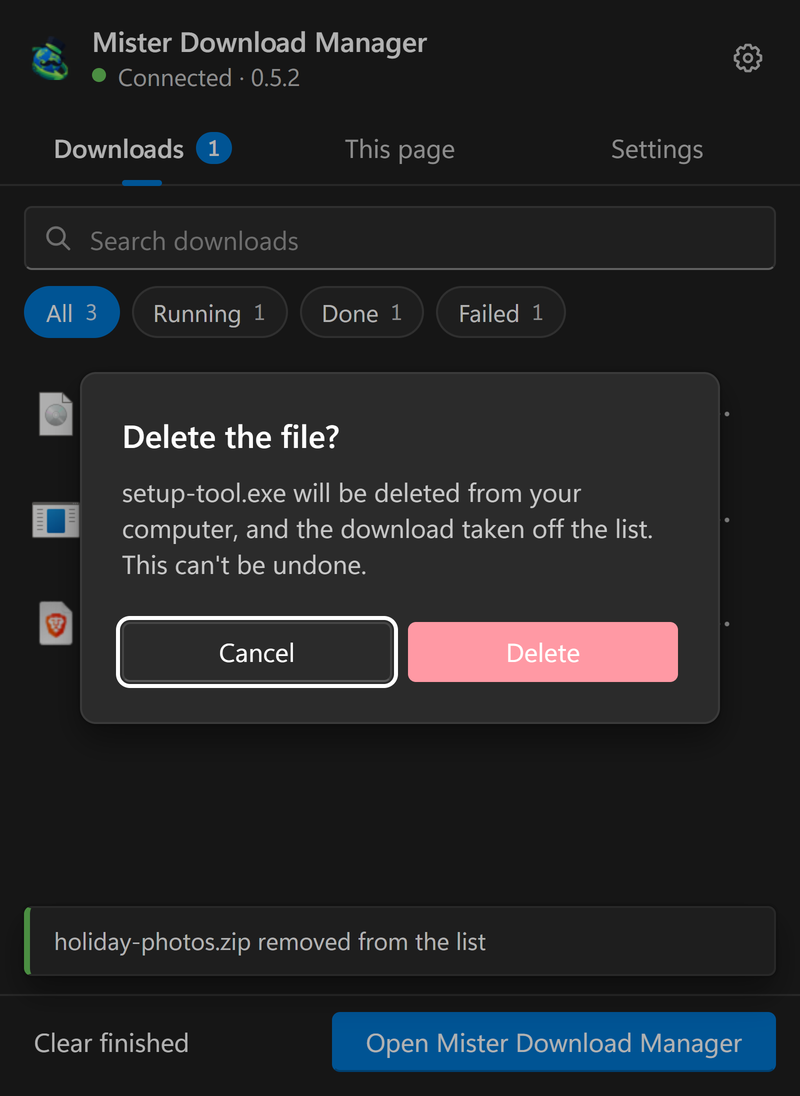 Mister Download Manager
Connected · 0.5.2
Downloads 1
This page
Settings
Search downloads
All 3
Running 1
Done 1
Failed 1
Delete the file?
setup-tool.exe will be deleted from your
computer, and the download taken off the list.
This can't be undone.
Cancel
Delete
holiday-photos.zip removed from the list
Clear finished
Open Mister Download Manager